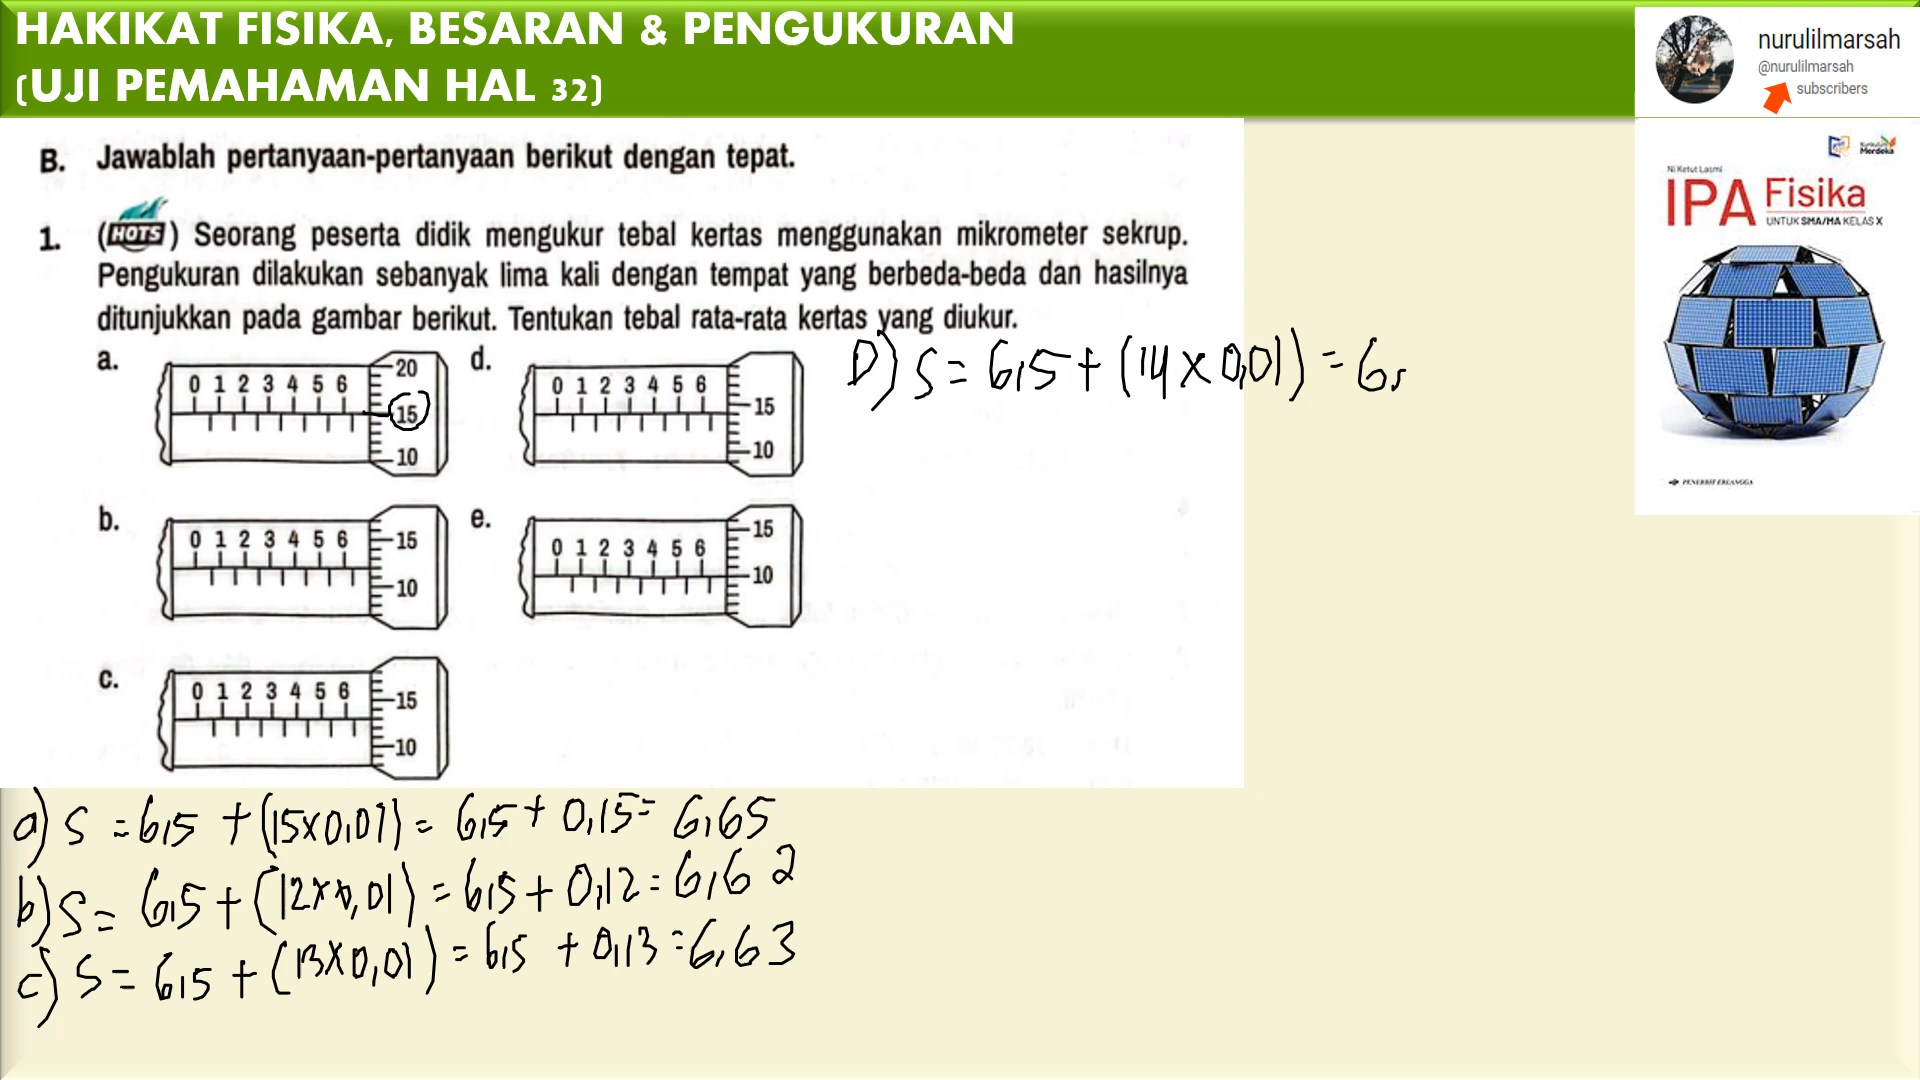 HAKIKAT FISIKA, BESARAN & PENGUKURAN
(UJI PEMAHAMAN HAL 32)
nurulilmarsah
@nurulilmarsah
subscribers
Kurikulum Merdeka
Ni Ketut Lasmi
IPA Fisika
UNTUK SMA/MA KELAS X
PENERBIT ERLANGGA
B. Jawablah pertanyaan-pertanyaan berikut dengan tepat.
1. (HOTS) Seorang peserta didik mengukur tebal kertas menggunakan mikrometer sekrup.
Pengukuran dilakukan sebanyak lima kali dengan tempat yang berbeda-beda dan hasilnya
ditunjukkan pada gambar berikut. Tentukan tebal rata-rata kertas yang diukur.
a.
0 1 2 3 4 5 6
20
15
10
d.
0 1 2 3 4 5 6
15
10
D) S = 6,5 + (14 x 0,01) = 6,
b.
0 1 2 3 4 5 6
15
10
e.
0 1 2 3 4 5 6
15
10
c.
0 1 2 3 4 5 6
15
10
a) S = 6,5 + (15x0,01) = 6,5 + 0,15 = 6,65
b) S = 6,5 + (12x0,01) = 6,5 + 0,12 = 6,62
c) S = 6,5 + (13x0,01) = 6,5 + 0,13 = 6,63